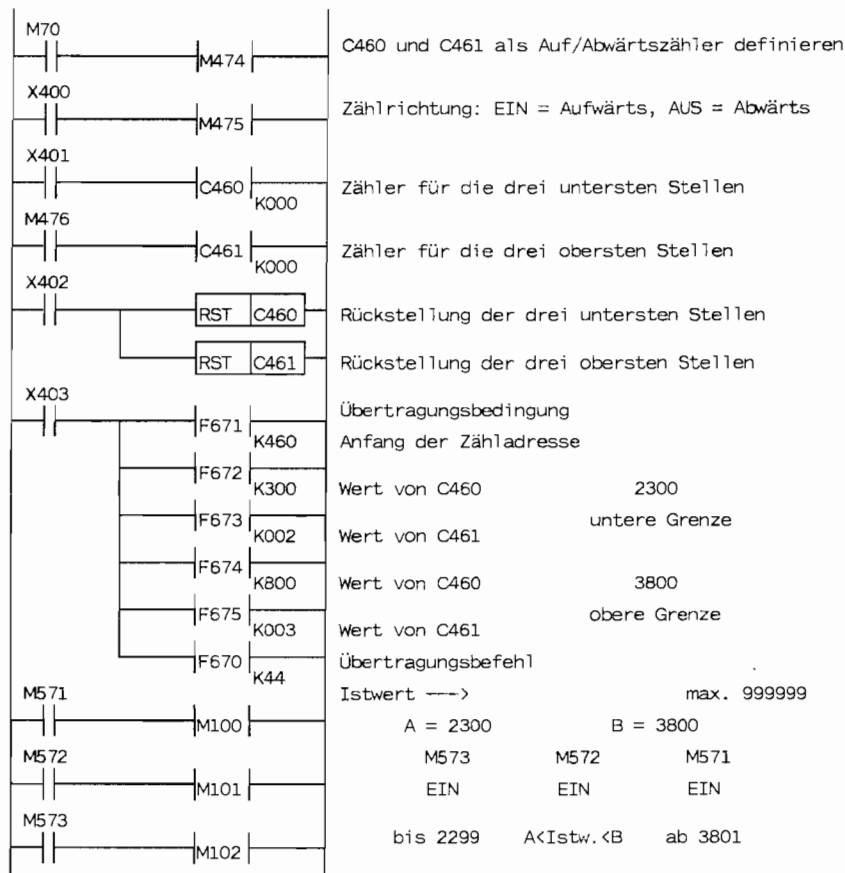 M70
M474 C460 und C461 als Auf/Abwärtszähler definieren
X400
M475 Zählrichtung: EIN = Aufwärts, AUS = Abwärts
X401
C460 K000 Zähler für die drei untersten Stellen
M476
C461 K000 Zähler für die drei obersten Stellen
X402
RST C460 Rückstellung der drei untersten Stellen
RST C461 Rückstellung der drei obersten Stellen
X403
Übertragungsbedingung
F671 K460 Anfang der Zähladresse
F672 K300 Wert von C460 2300
untere Grenze
F673 K002 Wert von C461
F674 K800 Wert von C460 3800
obere Grenze
F675 K003 Wert von C461
F670 K44 Übertragungsbefehl
M571 Istwert ---> max. 999999
M100 A = 2300 B = 3800
M572 M573 M572 M571
M101 EIN EIN EIN
M573
M102 bis 2299 A<Istw.<B ab 3801